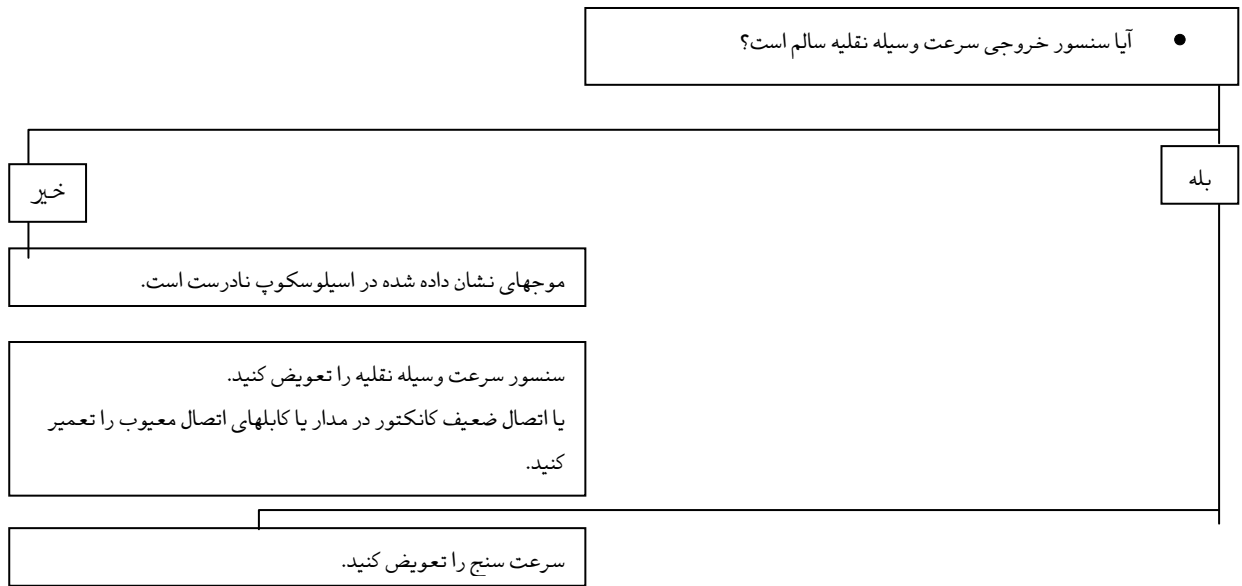 ● آیا سنسور خروجی سرعت وسیله نقلیه سالم است؟
بله
خیر
موجهای نشان داده شده در اسیلوسکوپ نادرست است.
سنسور سرعت وسیله نقلیه را تعویض کنید.
یا اتصال ضعیف کانکتور در مدار یا کابلهای اتصال معیوب را تعمیر
کنید.
سرعت سنج را تعویض کنید.